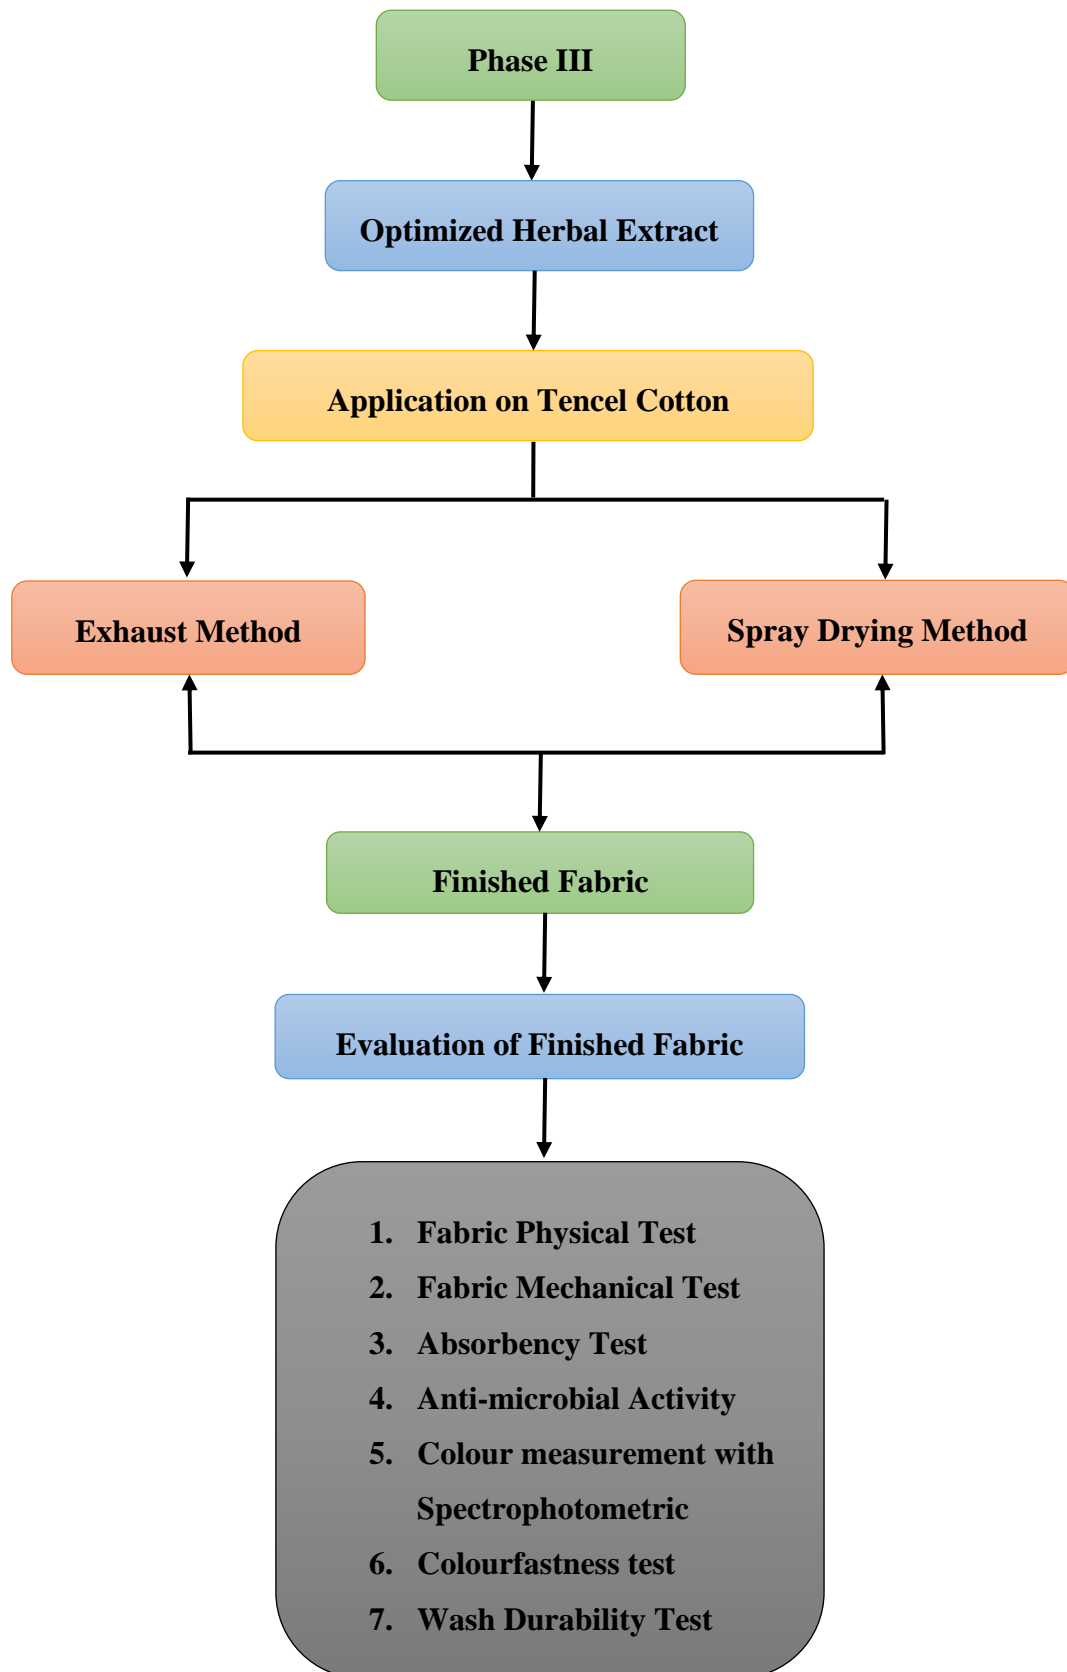 Phase III
Optimized Herbal Extract
Application on Tencel Cotton
Exhaust Method
Spray Drying Method
Finished Fabric
Evaluation of Finished Fabric
1. Fabric Physical Test
2. Fabric Mechanical Test
3. Absorbency Test
4. Anti-microbial Activity
5. Colour measurement with
Spectrophotometric
6. Colourfastness test
7. Wash Durability Test